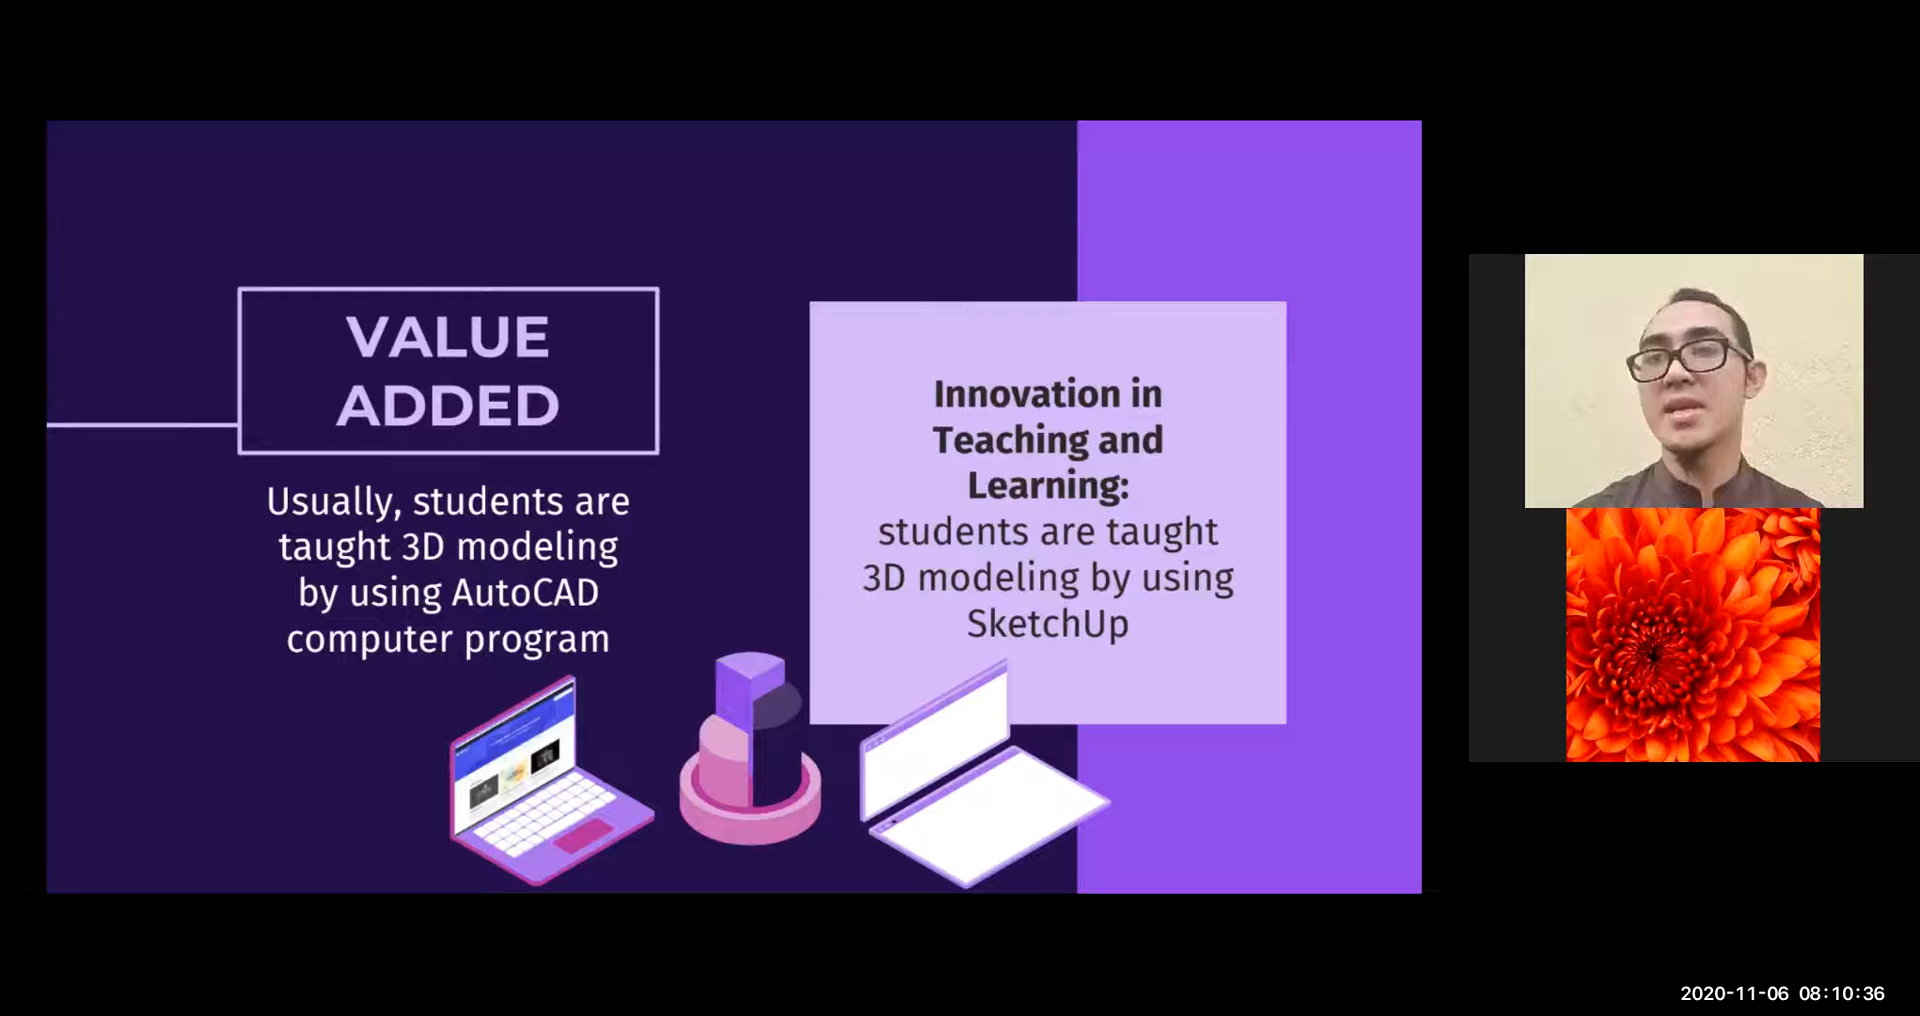 VALUE
ADDED
Usually, students are
taught 3D modeling
by using AutoCAD
computer program
Innovation in
Teaching and
Learning:
students are taught
3D modeling by using
SketchUp
2020-11-06 08:10:36